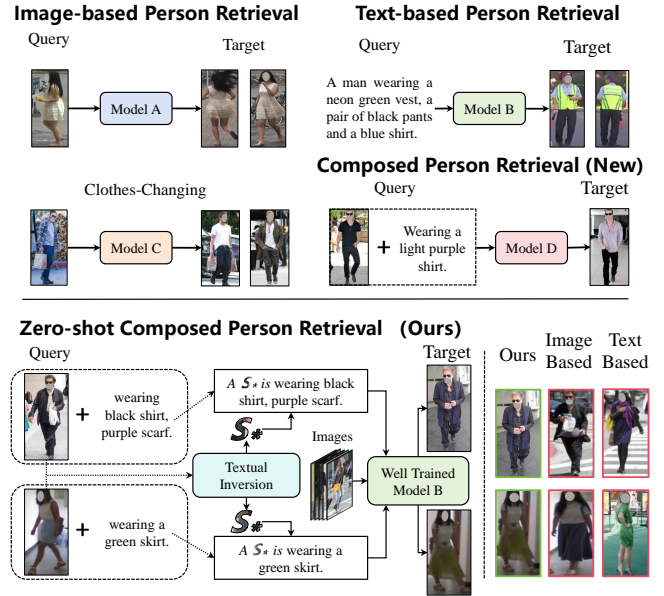 Image-based Person Retrieval
Query
Target
Model A
Text-based Person Retrieval
Query
Target
A man wearing a
neon green vest, a
pair of black pants
and a blue shirt.
Model B
Clothes-Changing
Model C
Composed Person Retrieval (New)
Query
Target
+
Wearing a
light purple
shirt.
Model D
Zero-shot Composed Person Retrieval (Ours)
Query
+
wearing
black shirt,
purple scarf.
+
wearing a
green skirt.
A S* is wearing black
shirt, purple scarf.
S*
Textual
Inversion
S*
A S* is wearing a
green skirt.
Images
Well Trained
Model B
Target
Ours
Image
Based
Text
Based